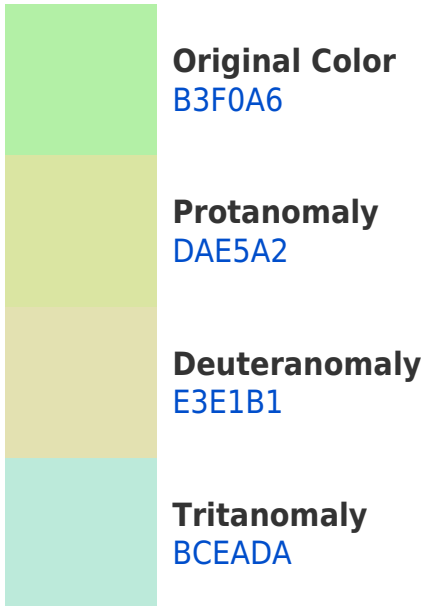 Original Color
B3F0A6
Protanomaly
DAE5A2
Deuteranomaly
E3E1B1
Tritanomaly
BCEADA